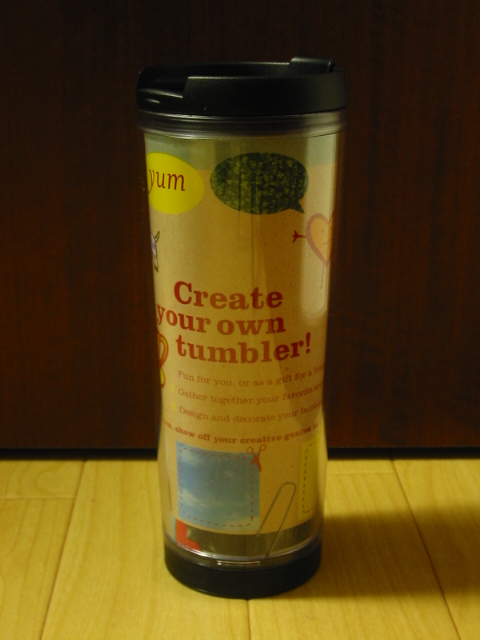 yum
Create
your own
tumbler!
Fun for you, or as a gift for a
Gather together your favorite
Design and decorate your
show off your creative genius